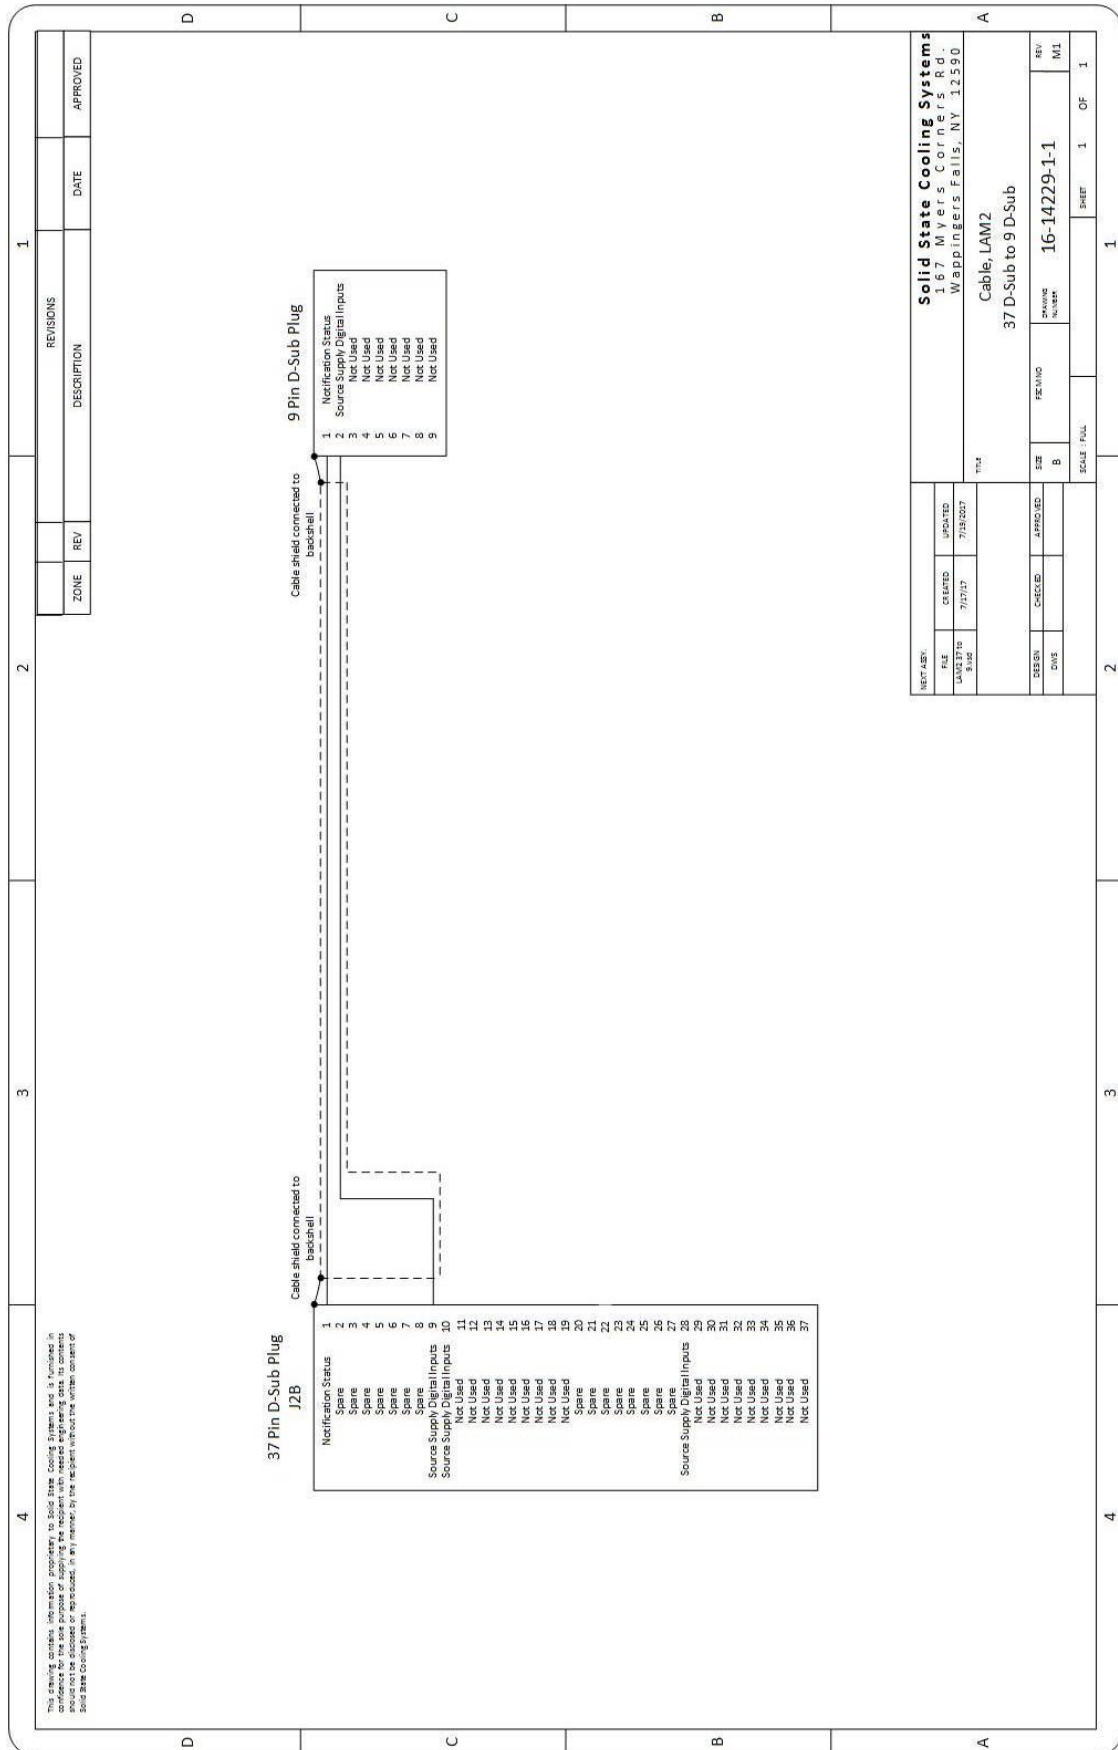 4
3
2
1
This drawing contains information proprietary to Solid State Cooling Systems and is furnished in
confidence for the sole purpose of supplying the recipient with needed engineering data. Its contents
should not be disclosed or reproduced, in any manner, by the recipient without the written consent of
Solid State Cooling Systems.
REVISIONS
ZONE REV DESCRIPTION DATE APPROVED
D
D
37 Pin D-Sub Plug
J2B
Cable shield connected to
backshell
Cable shield connected to
backshell
9 Pin D-Sub Plug
Notification Status 1
Spare 2
Spare 3
Spare 4
Spare 5
Spare 6
Spare 7
Spare 8
Source Supply Digital Inputs 9
Source Supply Digital Inputs 10
Not Used 11
Not Used 12
Not Used 13
Not Used 14
Not Used 15
Not Used 16
Not Used 17
Not Used 18
Not Used 19
Spare 20
Spare 21
Spare 22
Spare 23
Spare 24
Spare 25
Spare 26
Spare 27
Source Supply Digital Inputs 28
Not Used 29
Not Used 30
Not Used 31
Not Used 32
Not Used 33
Not Used 34
Not Used 35
Not Used 36
Not Used 37
1 Notification Status
2 Source Supply Digital Inputs
3 Not Used
4 Not Used
5 Not Used
6 Not Used
7 Not Used
8 Not Used
9 Not Used
C
C
B
B
A
A
NEXT ASSY.
FILE CREATED UPDATED
LAM2 37 to
9.vsd
7/17/17 7/19/2017
Solid State Cooling Systems
167 Myers Corners Rd.
Wappingers Falls, NY 12590
TITLE
Cable, LAM2
37 D-Sub to 9 D-Sub
DESIGN CHECKED APPROVED
DWS
SIZE
B
FSCM NO
DRAWING
NUMBER
16-14229-1-1
REV
M1
SCALE : FULL
SHEET 1 OF 1
4
3
2
1